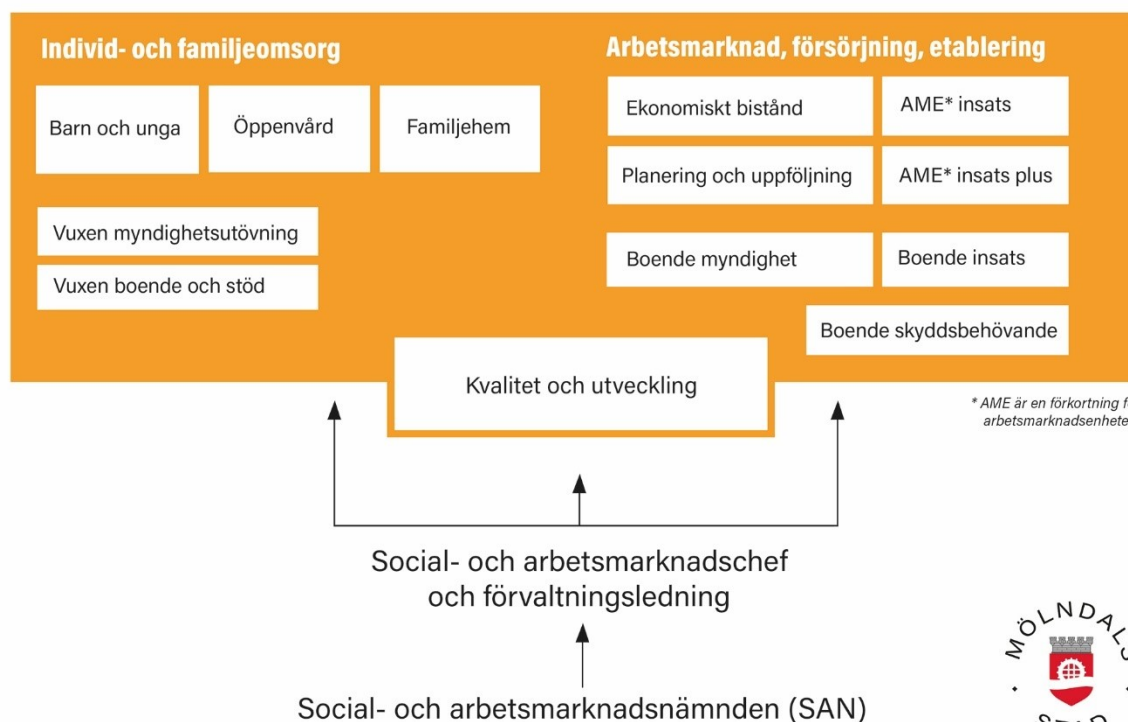 Individ- och familjeomsorg
Barn och unga
Öppenvård
Familjehem
Vuxen myndighetsutövning
Vuxen boende och stöd
Arbetsmarknad, försörjning, etablering
Ekonomiskt bistånd
AME* insats
Planering och uppföljning
AME* insats plus
Boende myndighet
Boende insats
Boende skyddsbehövande
Kvalitet och utveckling
* AME är en förkortning
arbetsmarknadsenhete
Social- och arbetsmarknadschef
och förvaltningsledning
Social- och arbetsmarknadsnämnden (SAN)
MÖLNDALS